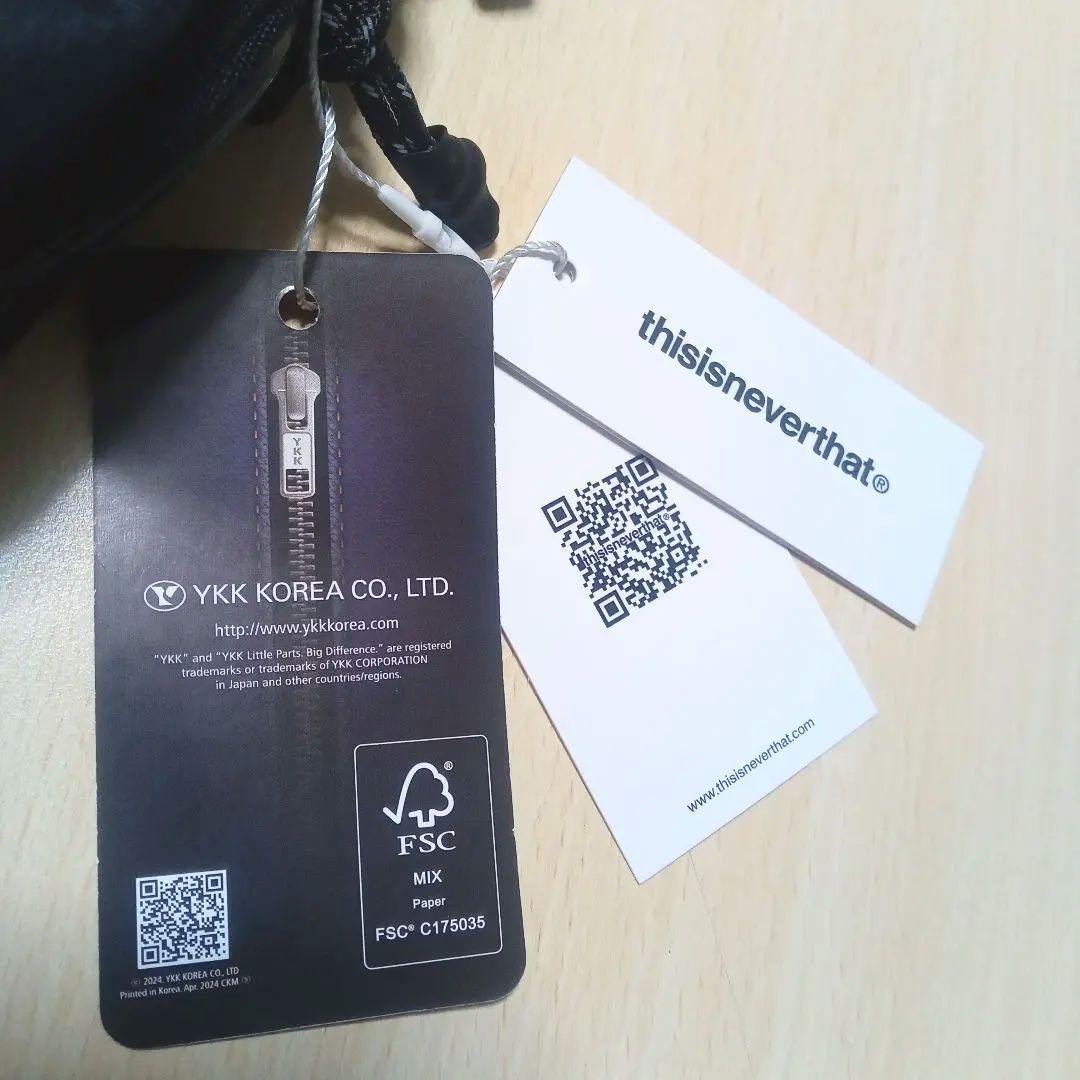 YKK
YKK KOREA CO., LTD.
http://www.ykkkorea.com
"YKK" and "YKK Little Parts. Big Difference." are registered
trademarks or trademarks of YKK CORPORATION
in Japan and other countries/regions.
FSC®
MIX
Paper
FSC® C175035
© 2024. YKK KOREA CO., LTD
Printed in Korea. Apr. 2024 CKM ⓢ
thisisneverthat®
thisisneverthat®
www.thisisneverthat.com